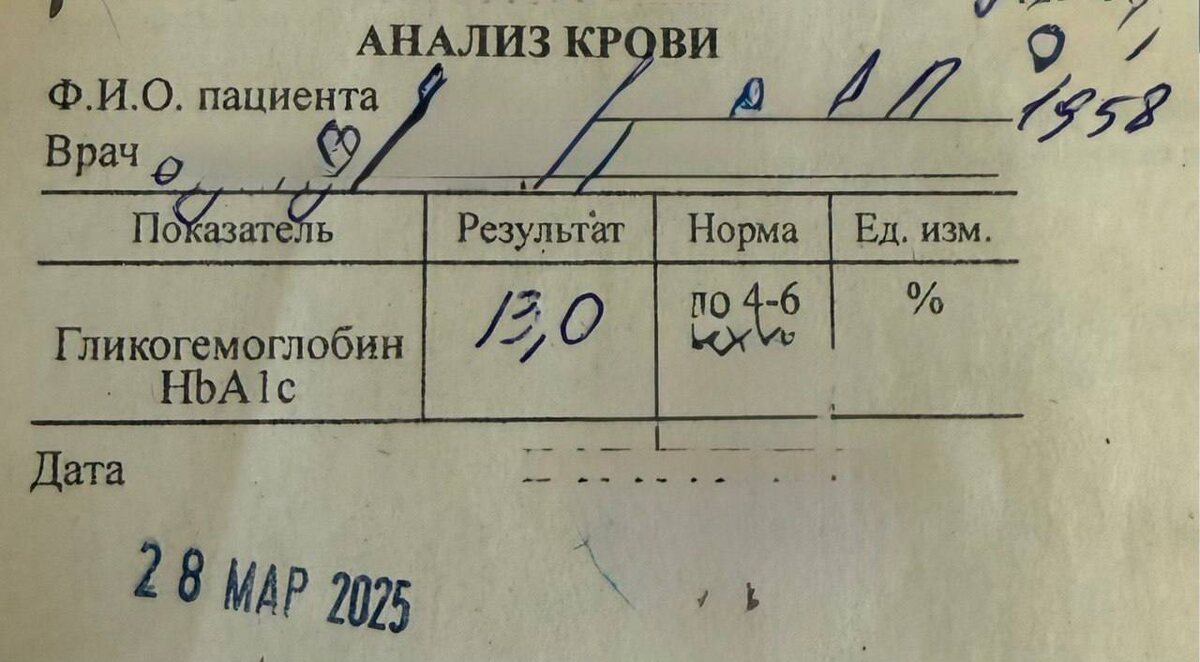 АНАЛИЗ КРОВИ
Ф.И.О. пациента
1958
Врач
Показатель Результат Норма Ед. изм.
13,0 по 4-6 %
Гликогемоглобин
HbA1c
Дата
28 МАР 2025